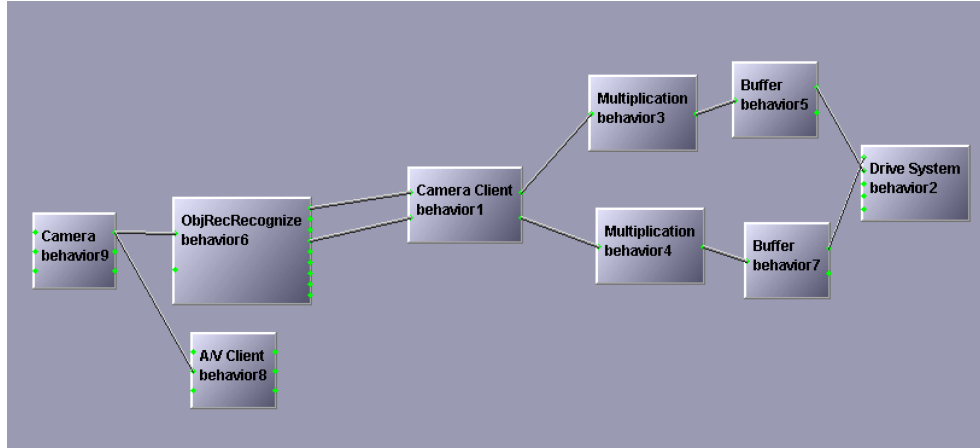 Camera
behavior9
ObjRecRecognize
behavior6
A/V Client
behavior8
Camera Client
behavior1
Multiplication
behavior3
Multiplication
behavior4
Buffer
behavior5
Buffer
behavior7
Drive System
behavior2